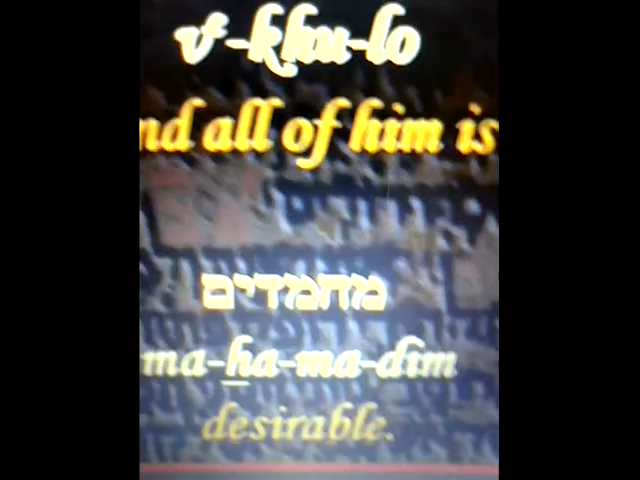 v-khu-lo
nd all of him is
מחמדים
ma-ha-ma-dim
desirable.